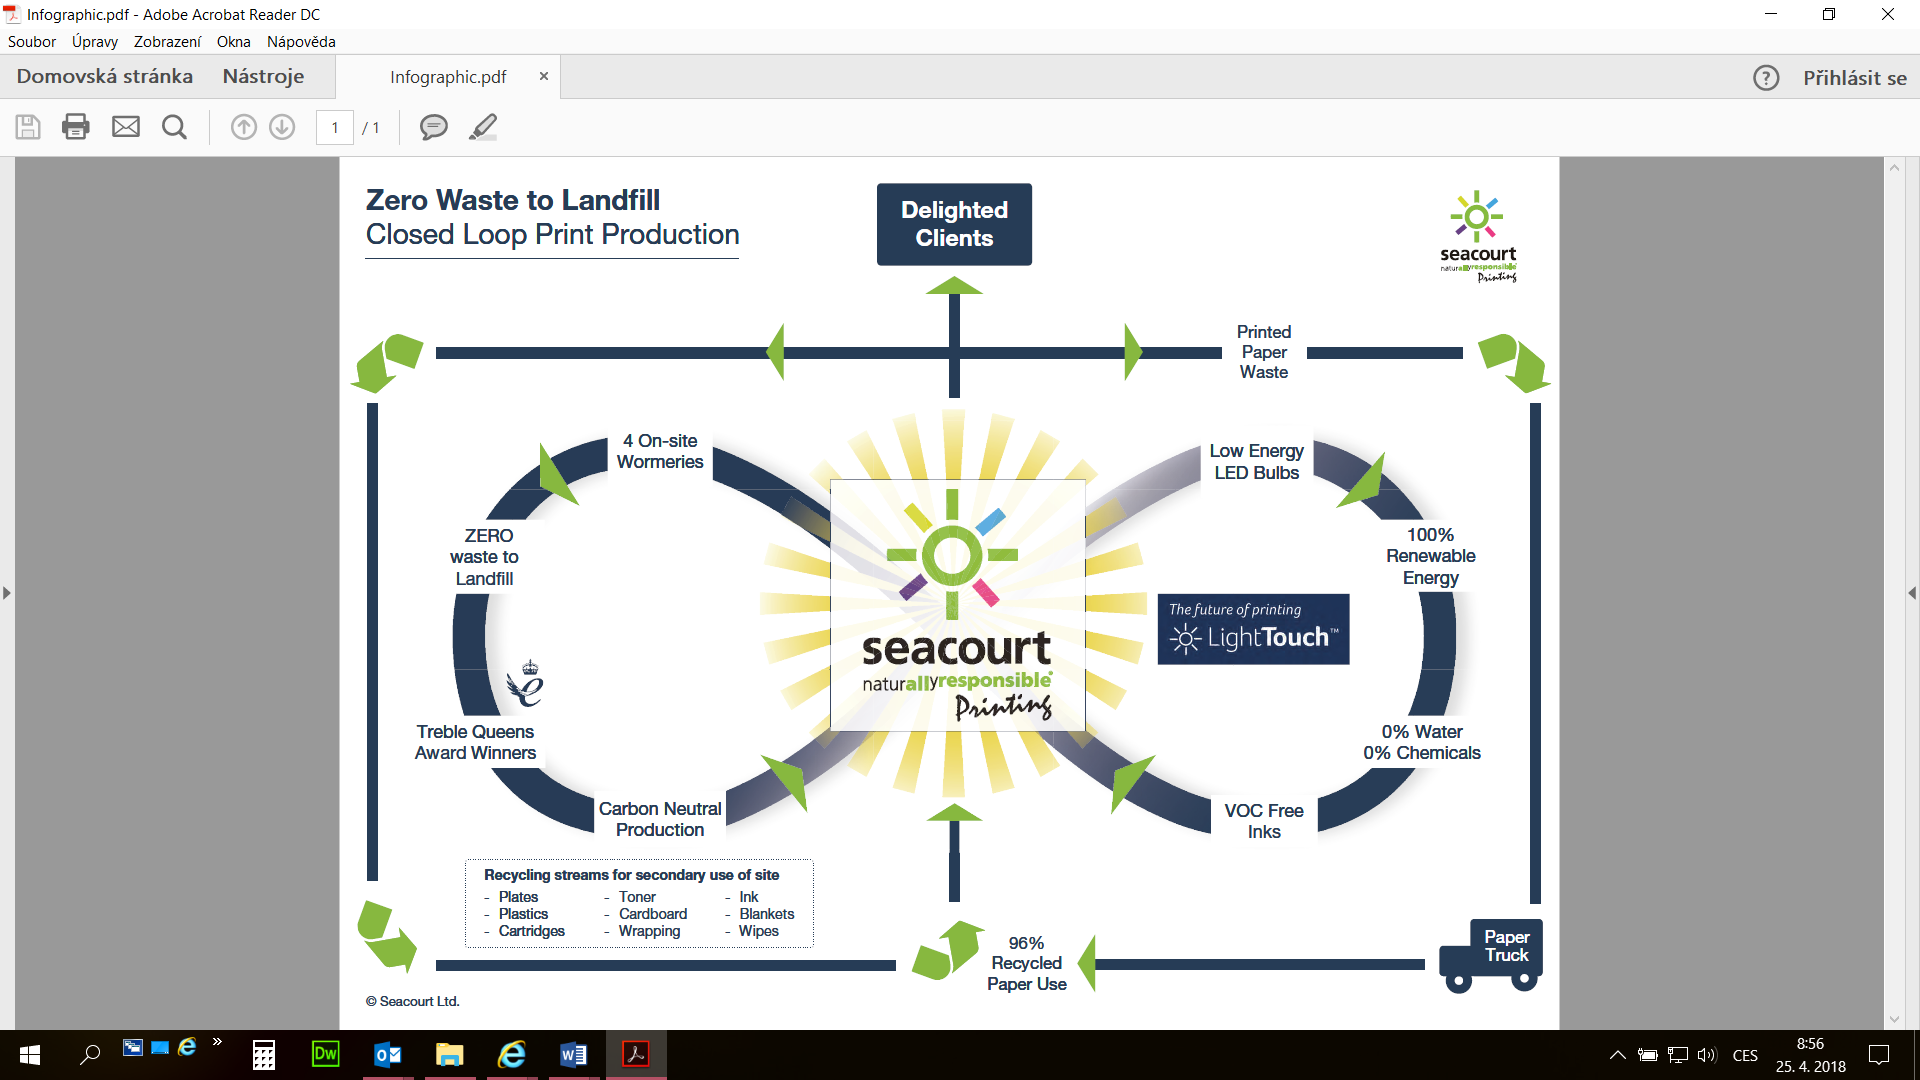 Infographic.pdf - Adobe Acrobat Reader DC
Soubor Úpravy Zobrazení Okna Nápověda
Domovská stránka Nástroje Infographic.pdf × ? Přihlásit se
1 / 1
Zero Waste to Landfill
Closed Loop Print Production
Delighted
Clients
seacourt
naturallyresponsible®
Printing
Printed
Paper
Waste
4 On-site
Wormeries
Low Energy
LED Bulbs
ZERO
waste to
Landfill
100%
Renewable
Energy
The future of printing
LightTouch™
seacourt
naturallyresponsible®
Printing
Treble Queens
Award Winners
0% Water
0% Chemicals
Carbon Neutral
Production
VOC Free
Inks
Recycling streams for secondary use of site
- Plates - Toner - Ink
- Plastics - Cardboard - Blankets
- Cartridges - Wrapping - Wipes
96%
Recycled
Paper Use
Paper
Truck
© Seacourt Ltd.
Dw
CES
8:56
25. 4. 2018